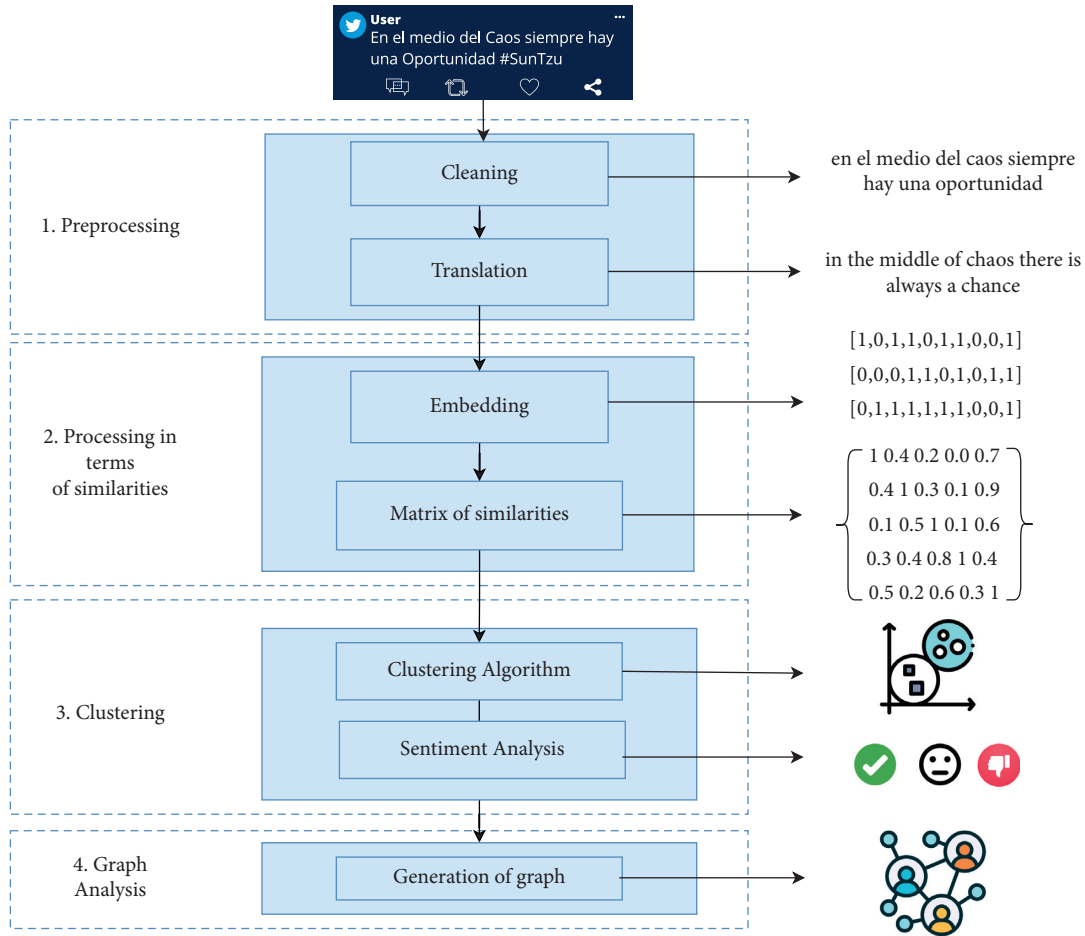 User
En el medio del Caos siempre hay
una Oportunidad #SunTzu
1. Preprocessing
Cleaning
en el medio del caos siempre
hay una oportunidad
Translation
in the middle of chaos there is
always a chance
2. Processing in
terms
of similarities
Embedding
[1,0,1,1,0,1,1,0,0,1]
[0,0,0,1,1,0,1,0,1,1]
[0,1,1,1,1,1,1,0,0,1]
Matrix of similarities
1 0.4 0.2 0.0 0.7
0.4 1 0.3 0.1 0.9
0.1 0.5 1 0.1 0.6
0.3 0.4 0.8 1 0.4
0.5 0.2 0.6 0.3 1
3. Clustering
Clustering Algorithm
Sentiment Analysis
4. Graph
Analysis
Generation of graph